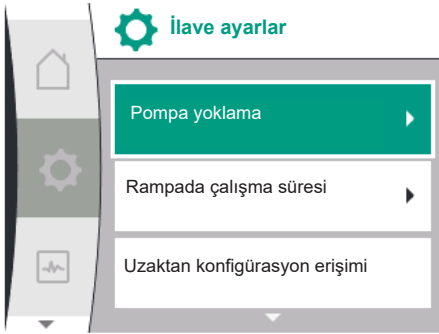 İlave ayarlar
Pompa yoklama
Rampada çalışma süresi
Uzaktan konfigürasyon erişimi